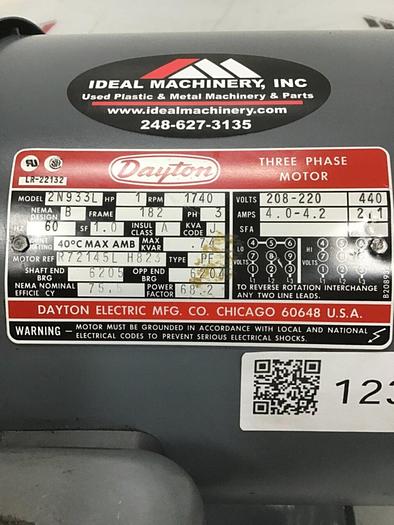 IDEAL MACHINERY, INC
Used Plastic & Metal Machinery & Parts
www.idealmachinery.com
248-627-3135
LR-22132
Dayton
THREE PHASE
MOTOR
MODEL 2N933L HP 1 RPM 1740
NEMA DESIGN B FRAME 182 PH 3
HZ 60 SF 1.0 INSUL CLASS A KVA CODE J
40°C MAX AMB MAX KVAR
MOTOR REF R72145L H823 TYPE PF
SHAFT END BRG 6205 OPP END BRG
NEMA NOMINAL EFFICIENCY 75.5 POWER FACTOR 68.2
VOLTS 208-220 440
AMPS 4.0-4.2 2.1
SFA
LO HI
TO REVERSE ROTATION INTERCHANGE
ANY TWO LINE LEADS.
DAYTON ELECTRIC MFG. CO. CHICAGO 60648 U.S.A.
WARNING – MOTOR MUST BE GROUNDED IN ACCORDANCE WITH LOCAL AND NATIONAL
ELECTRICAL CODES TO PREVENT SERIOUS ELECTRICAL SHOCKS.
123